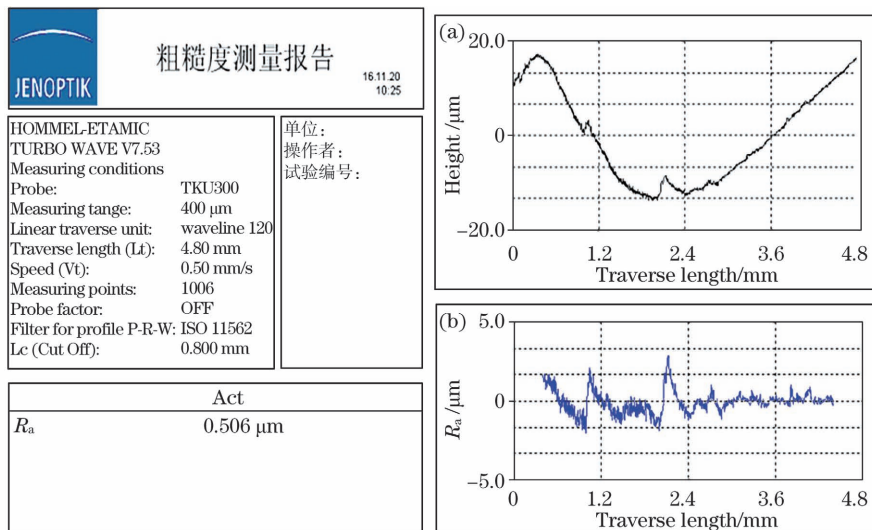 JENOPTIK
粗糙度测量报告
16.11.20
10:25
HOMMEL-ETAMIC
TURBO WAVE V7.53
Measuring conditions
Probe: TKU300
Measuring tange: 400 μm
Linear traverse unit: waveline 120
Traverse length (Lt): 4.80 mm
Speed (Vt): 0.50 mm/s
Measuring points: 1006
Probe factor: OFF
Filter for profile P-R-W: ISO 11562
Lc (Cut Off): 0.800 mm
单位:
操作者:
试验编号:
Act
Ra 0.506 μm
(a)
20.0
0
−20.0
Height /μm
0 1.2 2.4 3.6 4.8
Traverse length/mm
(b)
5.0
0
−5.0
Ra /μm
0 1.2 2.4 3.6 4.8
Traverse length/mm